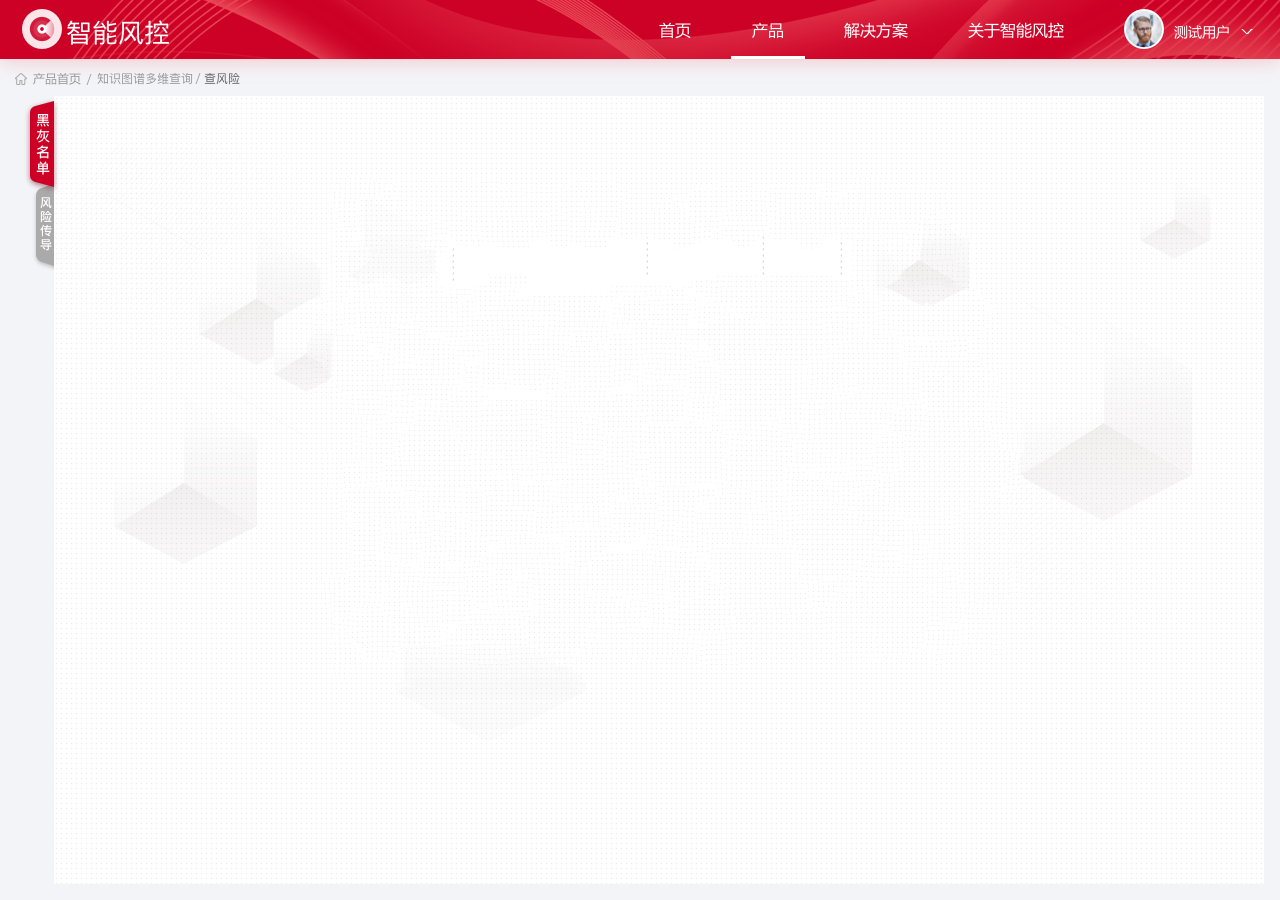 智能风控
首页 产品 解决方案 关于智能风控 测试用户
产品首页 / 知识图谱多维查询 / 查风险
黑灰名单
风险传导